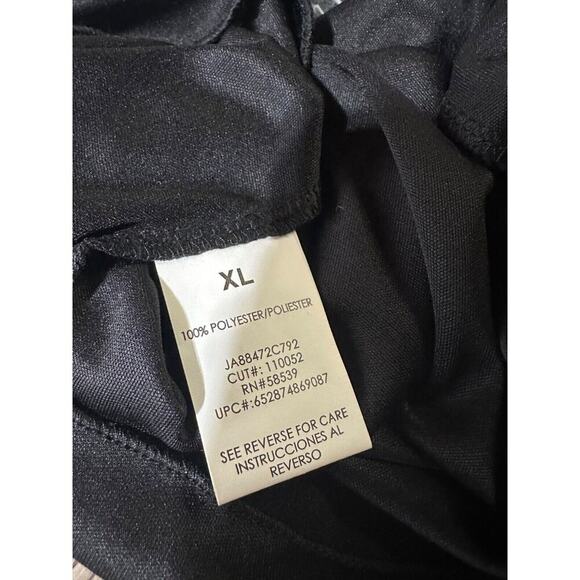 XL
100% POLYESTER/POLIESTER
JA88472C792
CUT#: 110052
RN#58539
UPC#:652874869087
SEE REVERSE FOR CARE
INSTRUCCIONES AL
REVERSO